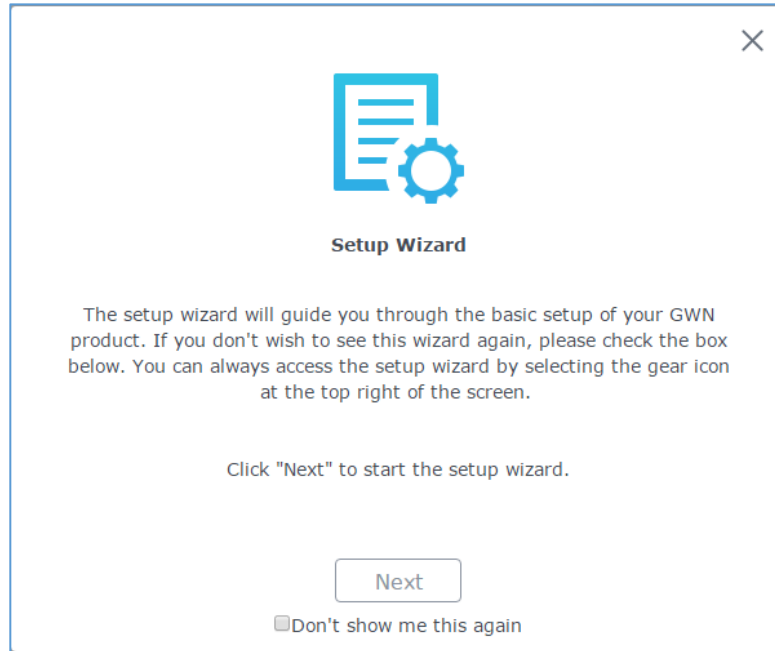 Setup Wizard
The setup wizard will guide you through the basic setup of your GWN
product. If you don't wish to see this wizard again, please check the box
below. You can always access the setup wizard by selecting the gear icon
at the top right of the screen.
Click "Next" to start the setup wizard.
Next
Don't show me this again